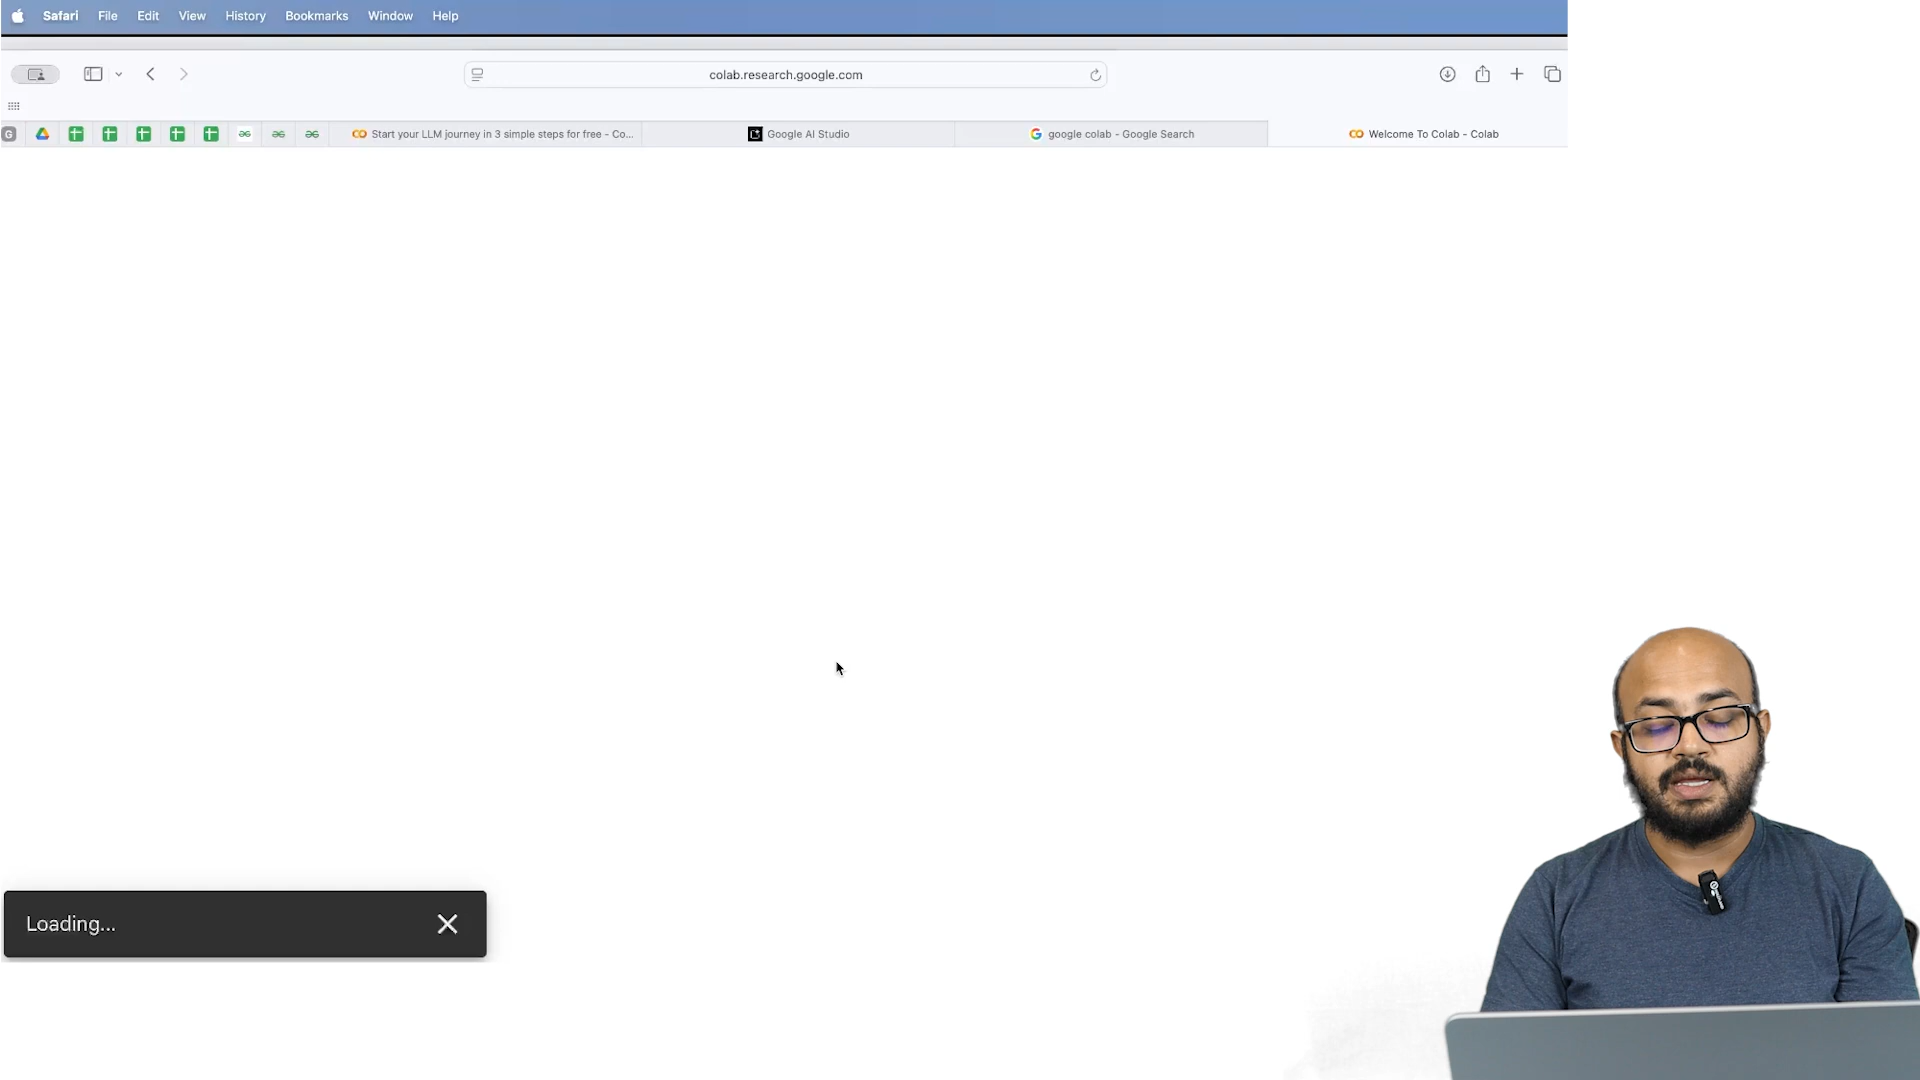 Safari File Edit View History Bookmarks Window Help
colab.research.google.com
G Start your LLM journey in 3 simple steps for free - Co... Google AI Studio G google colab - Google Search Welcome To Colab - Colab
Loading...